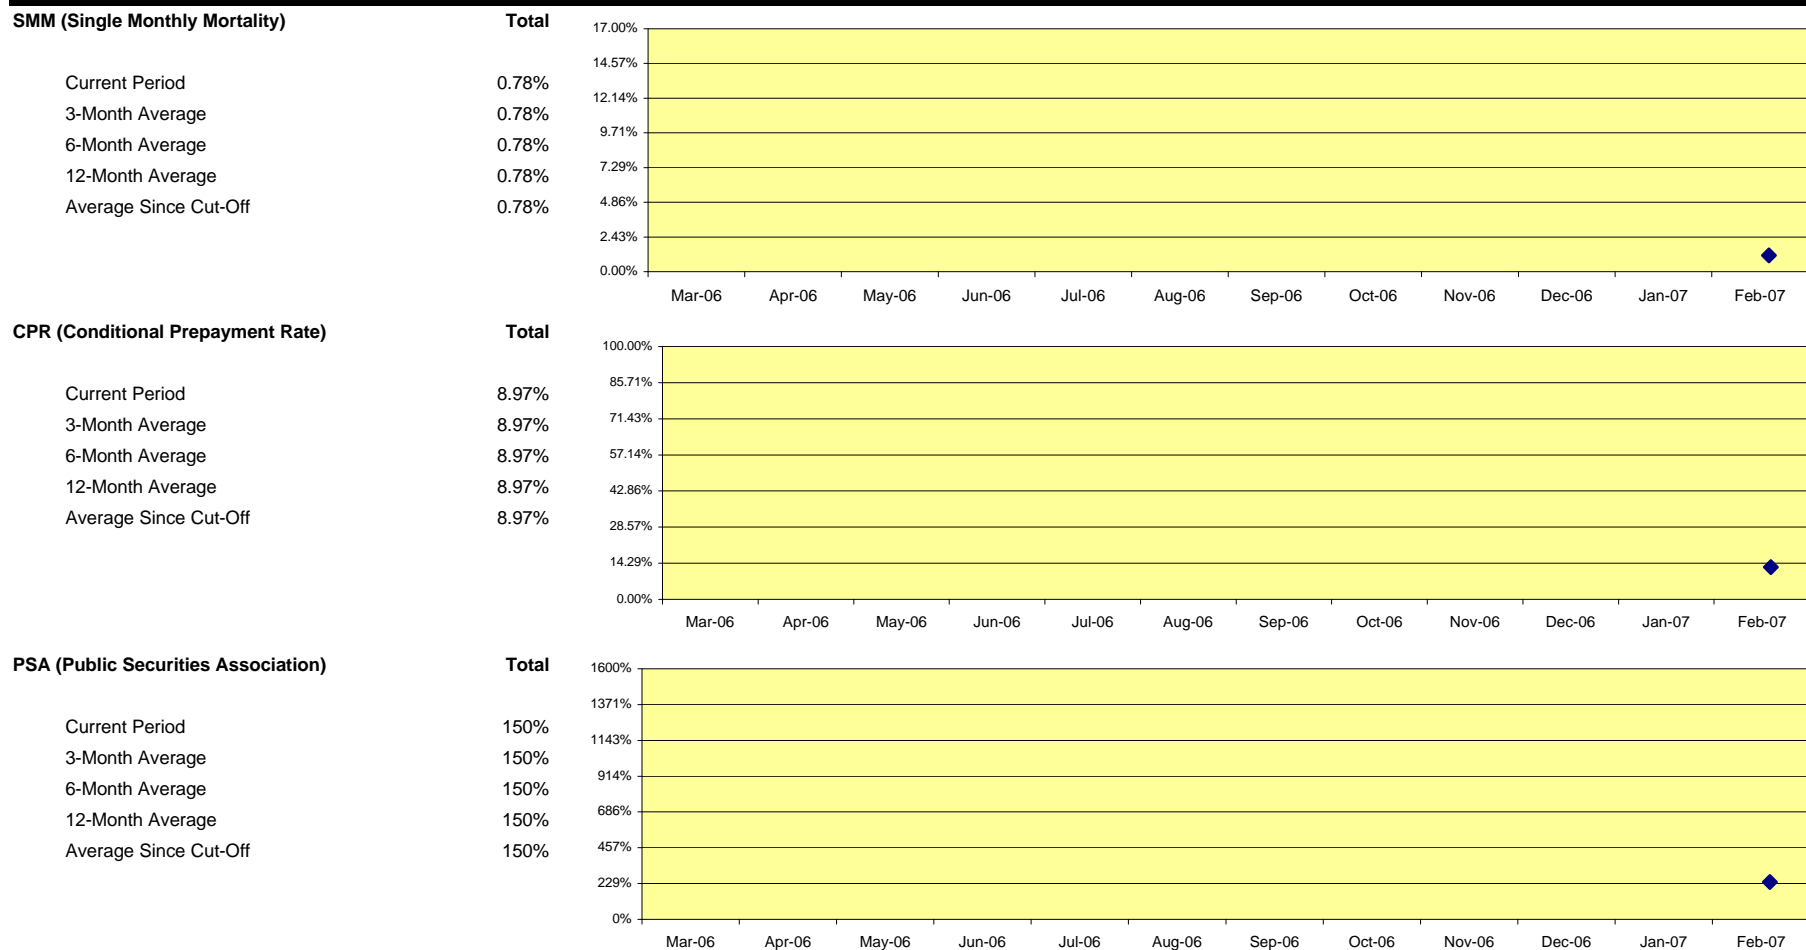 SMM (Single Monthly Mortality) Total
Current Period 0.78%
3-Month Average 0.78%
6-Month Average 0.78%
12-Month Average 0.78%
Average Since Cut-Off 0.78%
17.00%
14.57%
12.14%
9.71%
7.29%
4.86%
2.43%
0.00%
Mar-06 Apr-06 May-06 Jun-06 Jul-06 Aug-06 Sep-06 Oct-06 Nov-06 Dec-06 Jan-07 Feb-07
CPR (Conditional Prepayment Rate) Total
Current Period 8.97%
3-Month Average 8.97%
6-Month Average 8.97%
12-Month Average 8.97%
Average Since Cut-Off 8.97%
100.00%
85.71%
71.43%
57.14%
42.86%
28.57%
14.29%
0.00%
Mar-06 Apr-06 May-06 Jun-06 Jul-06 Aug-06 Sep-06 Oct-06 Nov-06 Dec-06 Jan-07 Feb-07
PSA (Public Securities Association) Total
Current Period 150%
3-Month Average 150%
6-Month Average 150%
12-Month Average 150%
Average Since Cut-Off 150%
1600%
1371%
1143%
914%
686%
457%
229%
0%
Mar-06 Apr-06 May-06 Jun-06 Jul-06 Aug-06 Sep-06 Oct-06 Nov-06 Dec-06 Jan-07 Feb-07